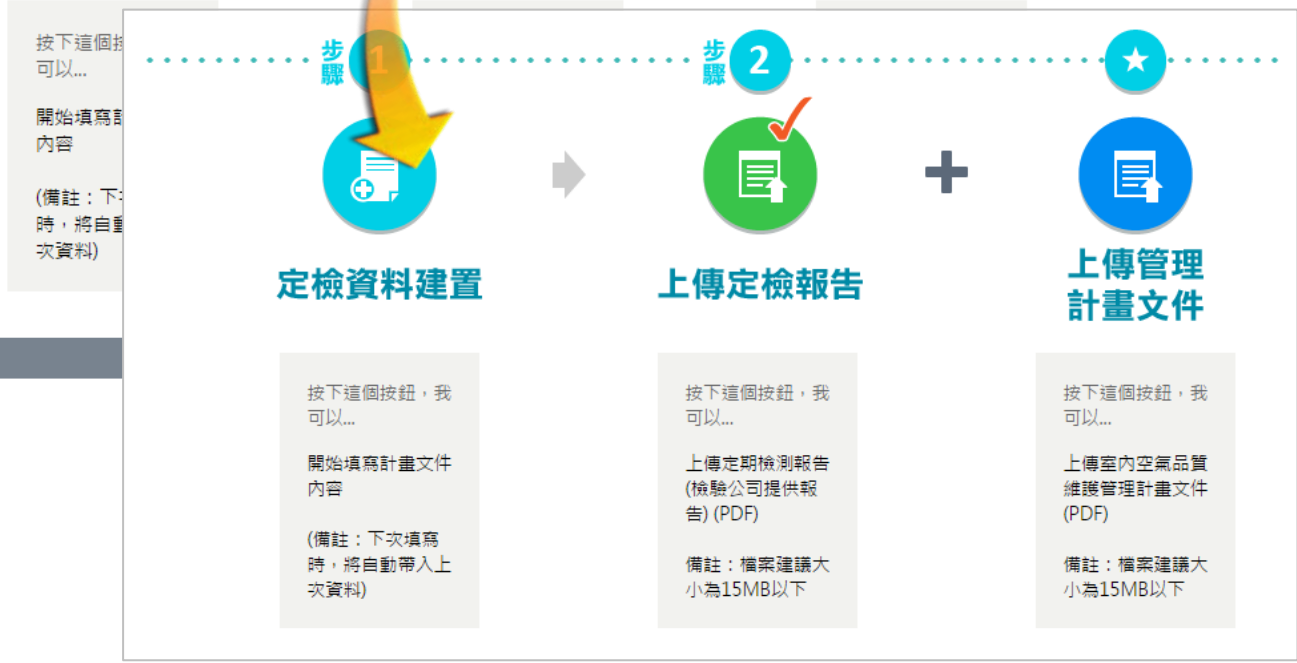 按下這個按
可以...
開始填寫計
內容
(備註：下次
時，將自動
次資料)
步驟 1
步驟 2
定檢資料建置
上傳定檢報告
上傳管理
計畫文件
按下這個按鈕，我
可以...
開始填寫計畫文件
內容
(備註：下次填寫
時，將自動帶入上
次資料)
按下這個按鈕，我
可以...
上傳定期檢測報告
(檢驗公司提供報
告) (PDF)
備註：檔案建議大
小為15MB以下
按下這個按鈕，我
可以...
上傳室內空氣品質
維護管理計畫文件
(PDF)
備註：檔案建議大
小為15MB以下